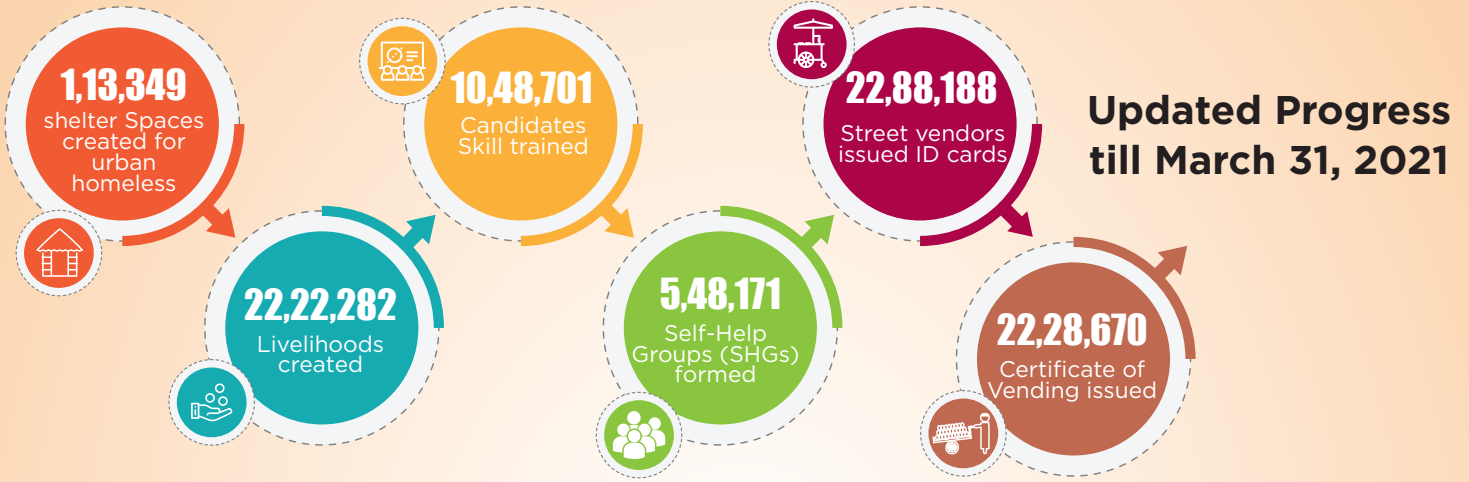 1,13,349
shelter Spaces
created for
urban
homeless
22,22,282
Livelihoods
created
10,48,701
Candidates
Skill trained
5,48,171
Self-Help
Groups (SHGs)
formed
22,88,188
Street vendors
issued ID cards
22,28,670
Certificate of
Vending issued
Updated Progress
till March 31, 2021